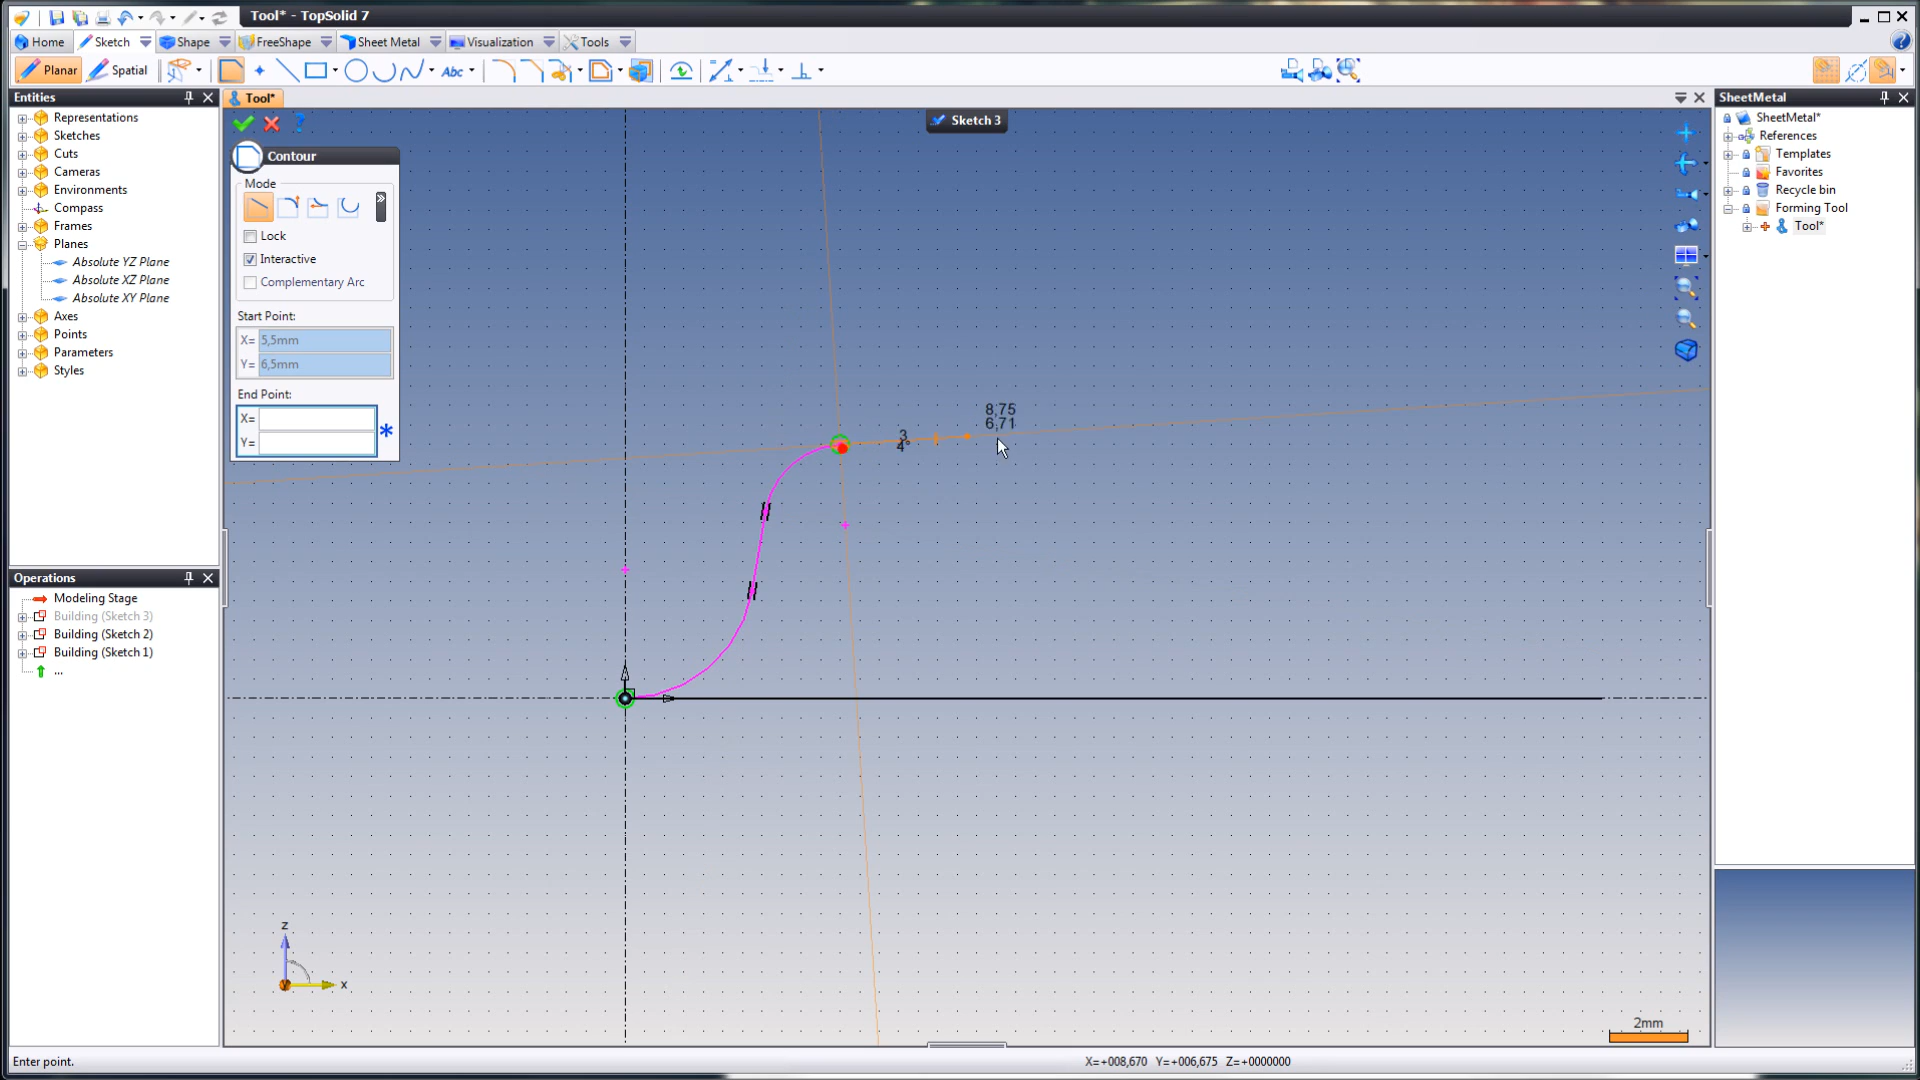 Tool* - TopSolid 7
Home
Sketch
Shape
FreeShape
Sheet Metal
Visualization
Tools
Planar
Spatial
Abc
Entities
Representations
Sketches
Cuts
Cameras
Environments
Compass
Frames
Planes
Absolute YZ Plane
Absolute XZ Plane
Absolute XY Plane
Axes
Points
Parameters
Styles
Operations
Modeling Stage
Building (Sketch 3)
Building (Sketch 2)
Building (Sketch 1)
...
Tool*
Sketch 3
Contour
Mode
Lock
Interactive
Complementary Arc
Start Point:
X= 5,5mm
Y= 6,5mm
End Point:
X=
Y=
8,75
6,71
3
4°
z
x
2mm
SheetMetal
SheetMetal*
References
Templates
Favorites
Recycle bin
Forming Tool
Tool*
Enter point.
X=+008,670 Y=+006,675 Z=+0000000